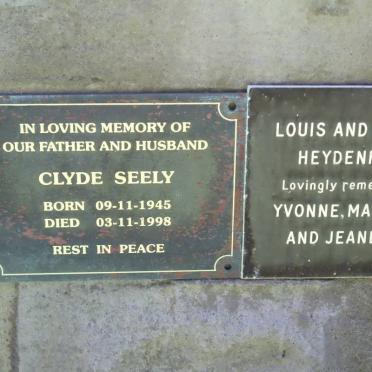 IN LOVING MEMORY OF
OUR FATHER AND HUSBAND
CLYDE SEELY
BORN 09-11-1945
DIED 03-11-1998
REST IN PEACE
LOUIS AND
Lovingly
YVONNE,
AND